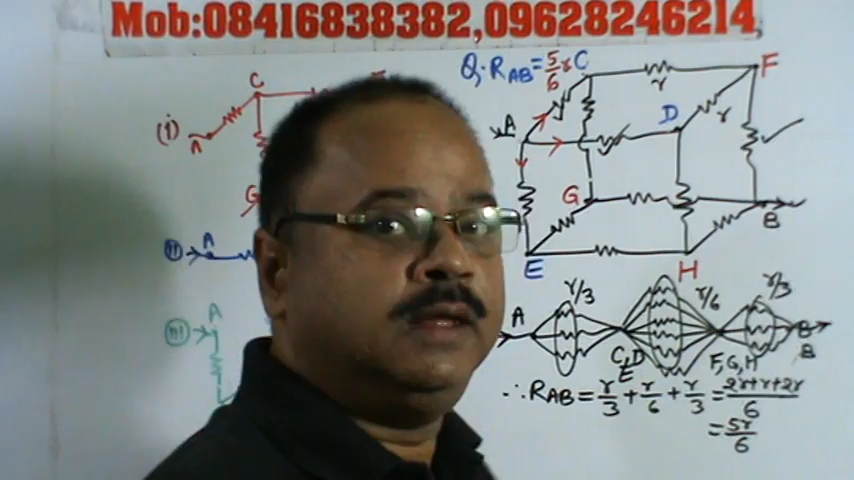 Mob:08416838382,09628246214,
Q. RAB = 5/6 r
C
F
(i)
C
A
A
D
r
r
G
G
B
(ii)
A
E
H
r/3
r/6
r/3
A
(iii)
A
C,D
E
F,G,H
B
∴ RAB = r/3 + r/6 + r/3 = 2r+r+2r/6
= 5r/6